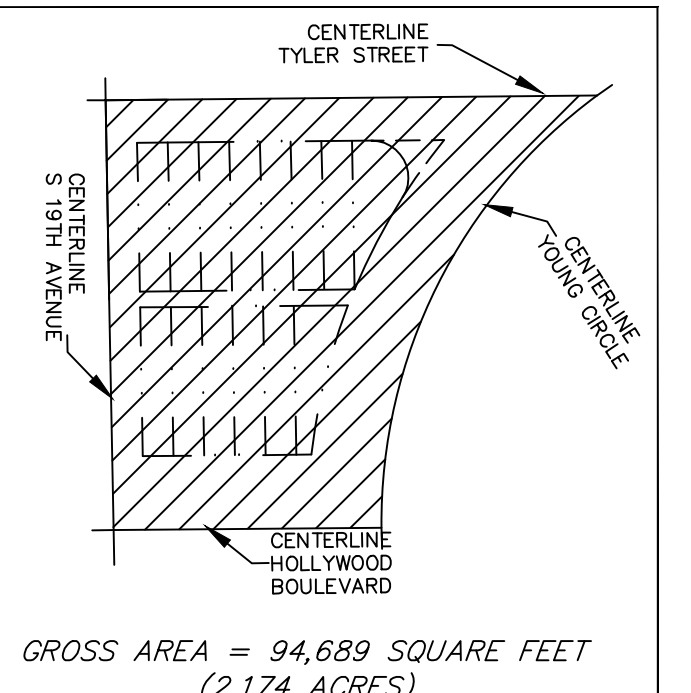 CENTERLINE
TYLER STREET
CENTERLINE
S 19TH AVENUE
CENTERLINE
YOUNG CIRCLE
CENTERLINE
HOLLYWOOD
BOULEVARD
GROSS AREA = 94,689 SQUARE FEET
(2.174 ACRES)